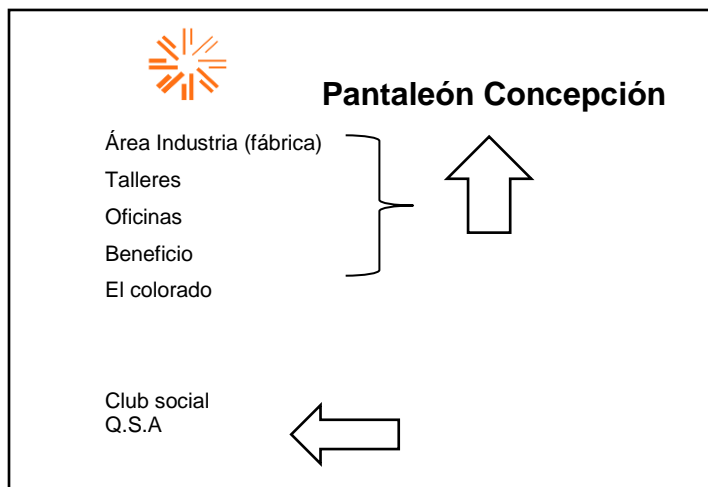 Pantaleón Concepción
Área Industria (fábrica)
Talleres
Oficinas
Beneficio
El colorado
Club social
Q.S.A